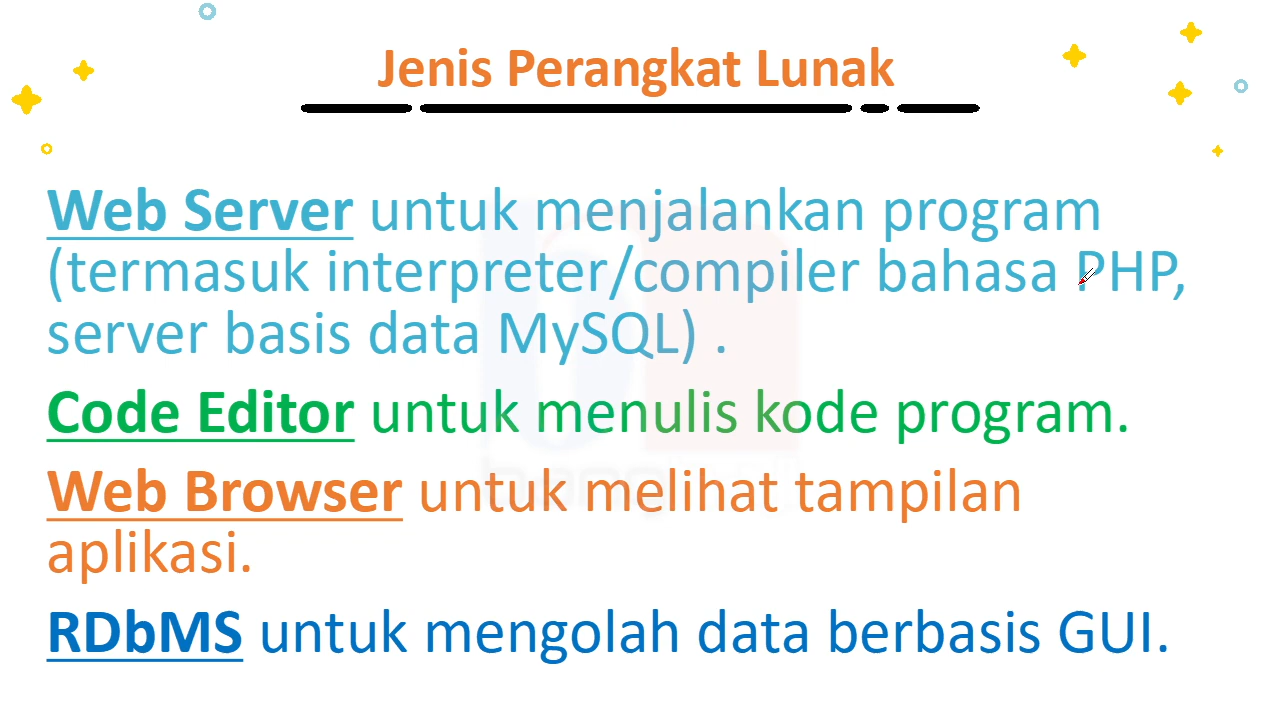 Jenis Perangkat Lunak
Web Server untuk menjalankan program
(termasuk interpreter/compiler bahasa PHP,
server basis data MySQL) .
Code Editor untuk menulis kode program.
Web Browser untuk melihat tampilan
aplikasi.
RDbMS untuk mengolah data berbasis GUI.